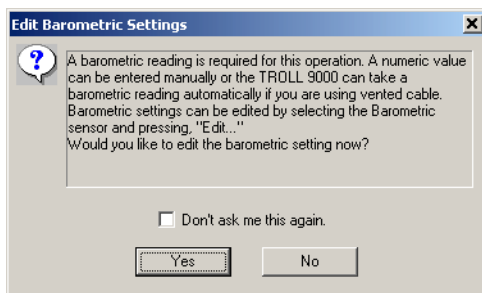 Edit Barometric Settings
A barometric reading is required for this operation. A numeric value
can be entered manually or the TROLL 9000 can take a
barometric reading automatically if you are using vented cable.
Barometric settings can be edited by selecting the Barometric
sensor and pressing, "Edit..."
Would you like to edit the barometric setting now?
Don't ask me this again.
Yes
No